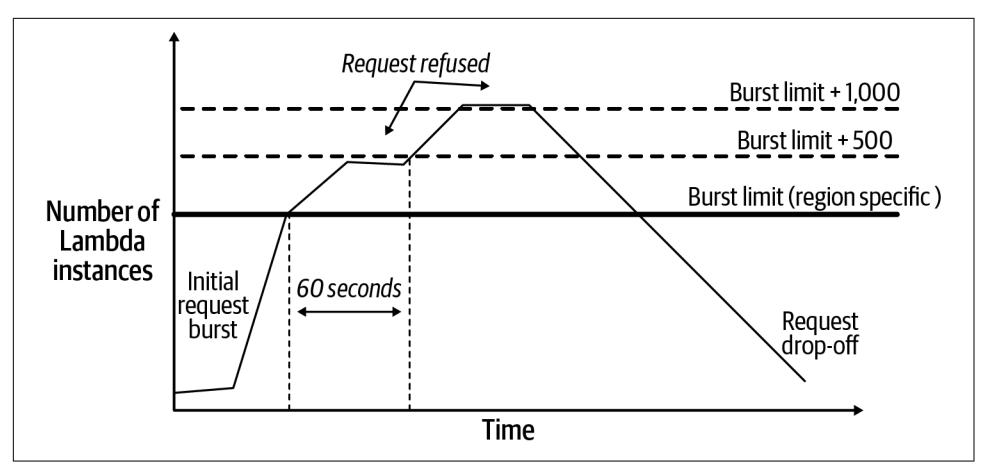 Request refused
Burst limit + 1,000
Burst limit + 500
Burst limit (region specific )
Number of
Lambda
instances
Initial
request
burst
60 seconds
Request
drop-off
Time